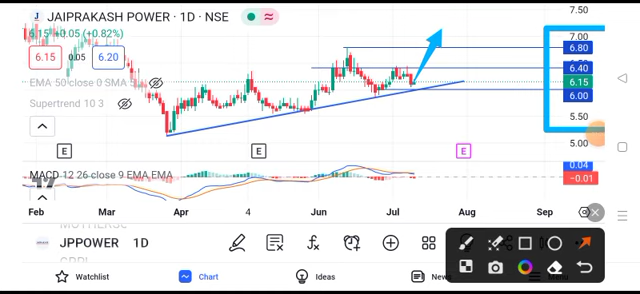 JAIPRAKASH POWER · 1D · NSE
6.15 +0.05 (+0.82%)
6.15 0.05 6.20
EMA 50 close 0 SMA 5
Supertrend 10 3
7.50
7.00
6.80
6.40
6.15
6.00
5.50
5.00
E E E
MACD 12 26 close 9 EMA EMA
0.04
−0.01
Feb Mar Apr 4 Jun Jul Aug Sep
JPPOWER 1D
Watchlist Chart Ideas News